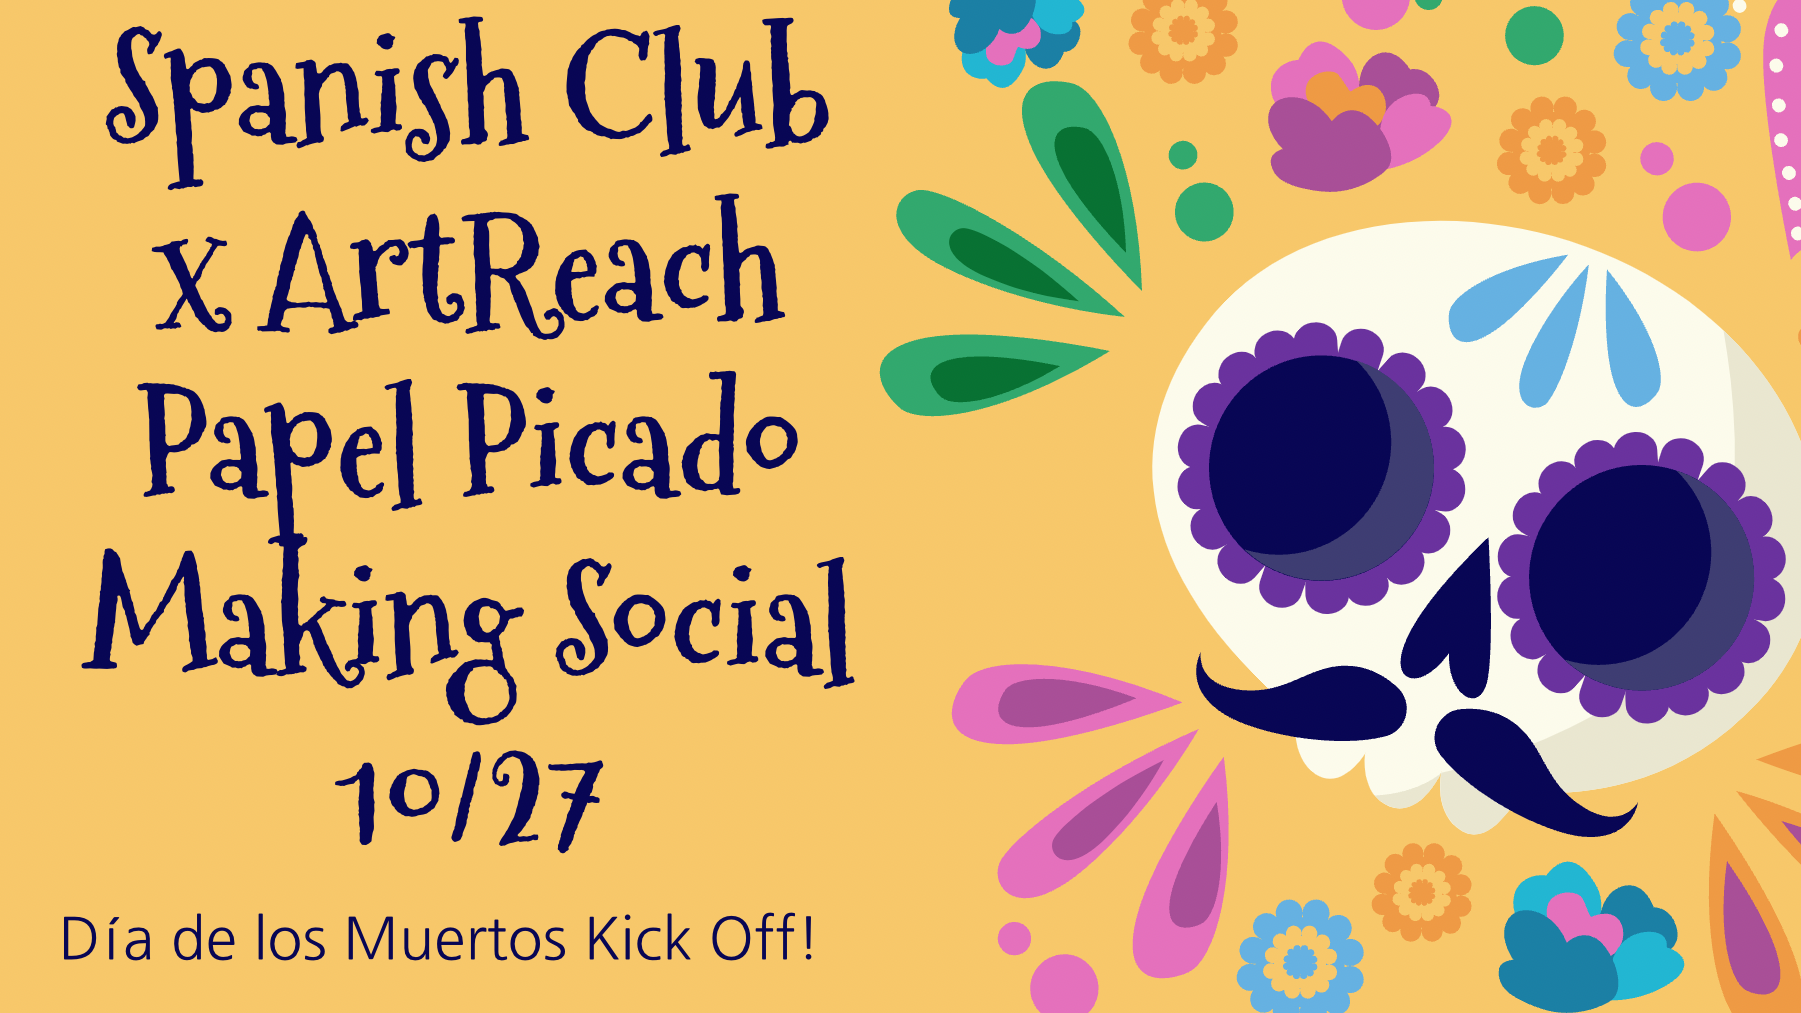 Spanish Club
x ArtReach
Papel Picado
Making Social
10/27
Día de los Muertos Kick Off!